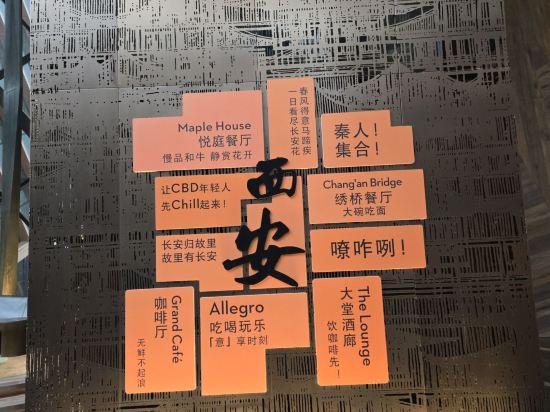 Maple House
悦庭餐厅
慢品和牛 静赏花开
春风得意马蹄疾
一日看尽长安花
秦人！
集合！
让CBD年轻人
先Chill起来！
西安
Chang'an Bridge
绣桥餐厅
大碗吃面
长安归故里
故里有长安
嘹咋咧！
Grand Café
咖啡厅
无鲜不起浪
Allegro
吃喝玩乐
「意」享时刻
The Lounge
大堂酒廊
饮咖啡先！